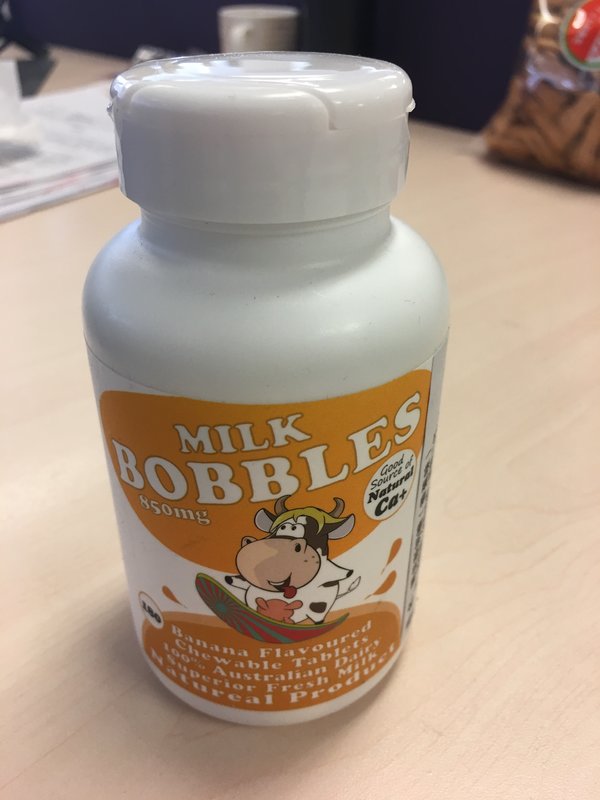 MILK
BOBBLES
850mg
Good
Source of
Natural
Ca+
180
Banana Flavoured
Chewable Tablets
100% Australian Dairy
Superior Fresh Milk
Natureal Product